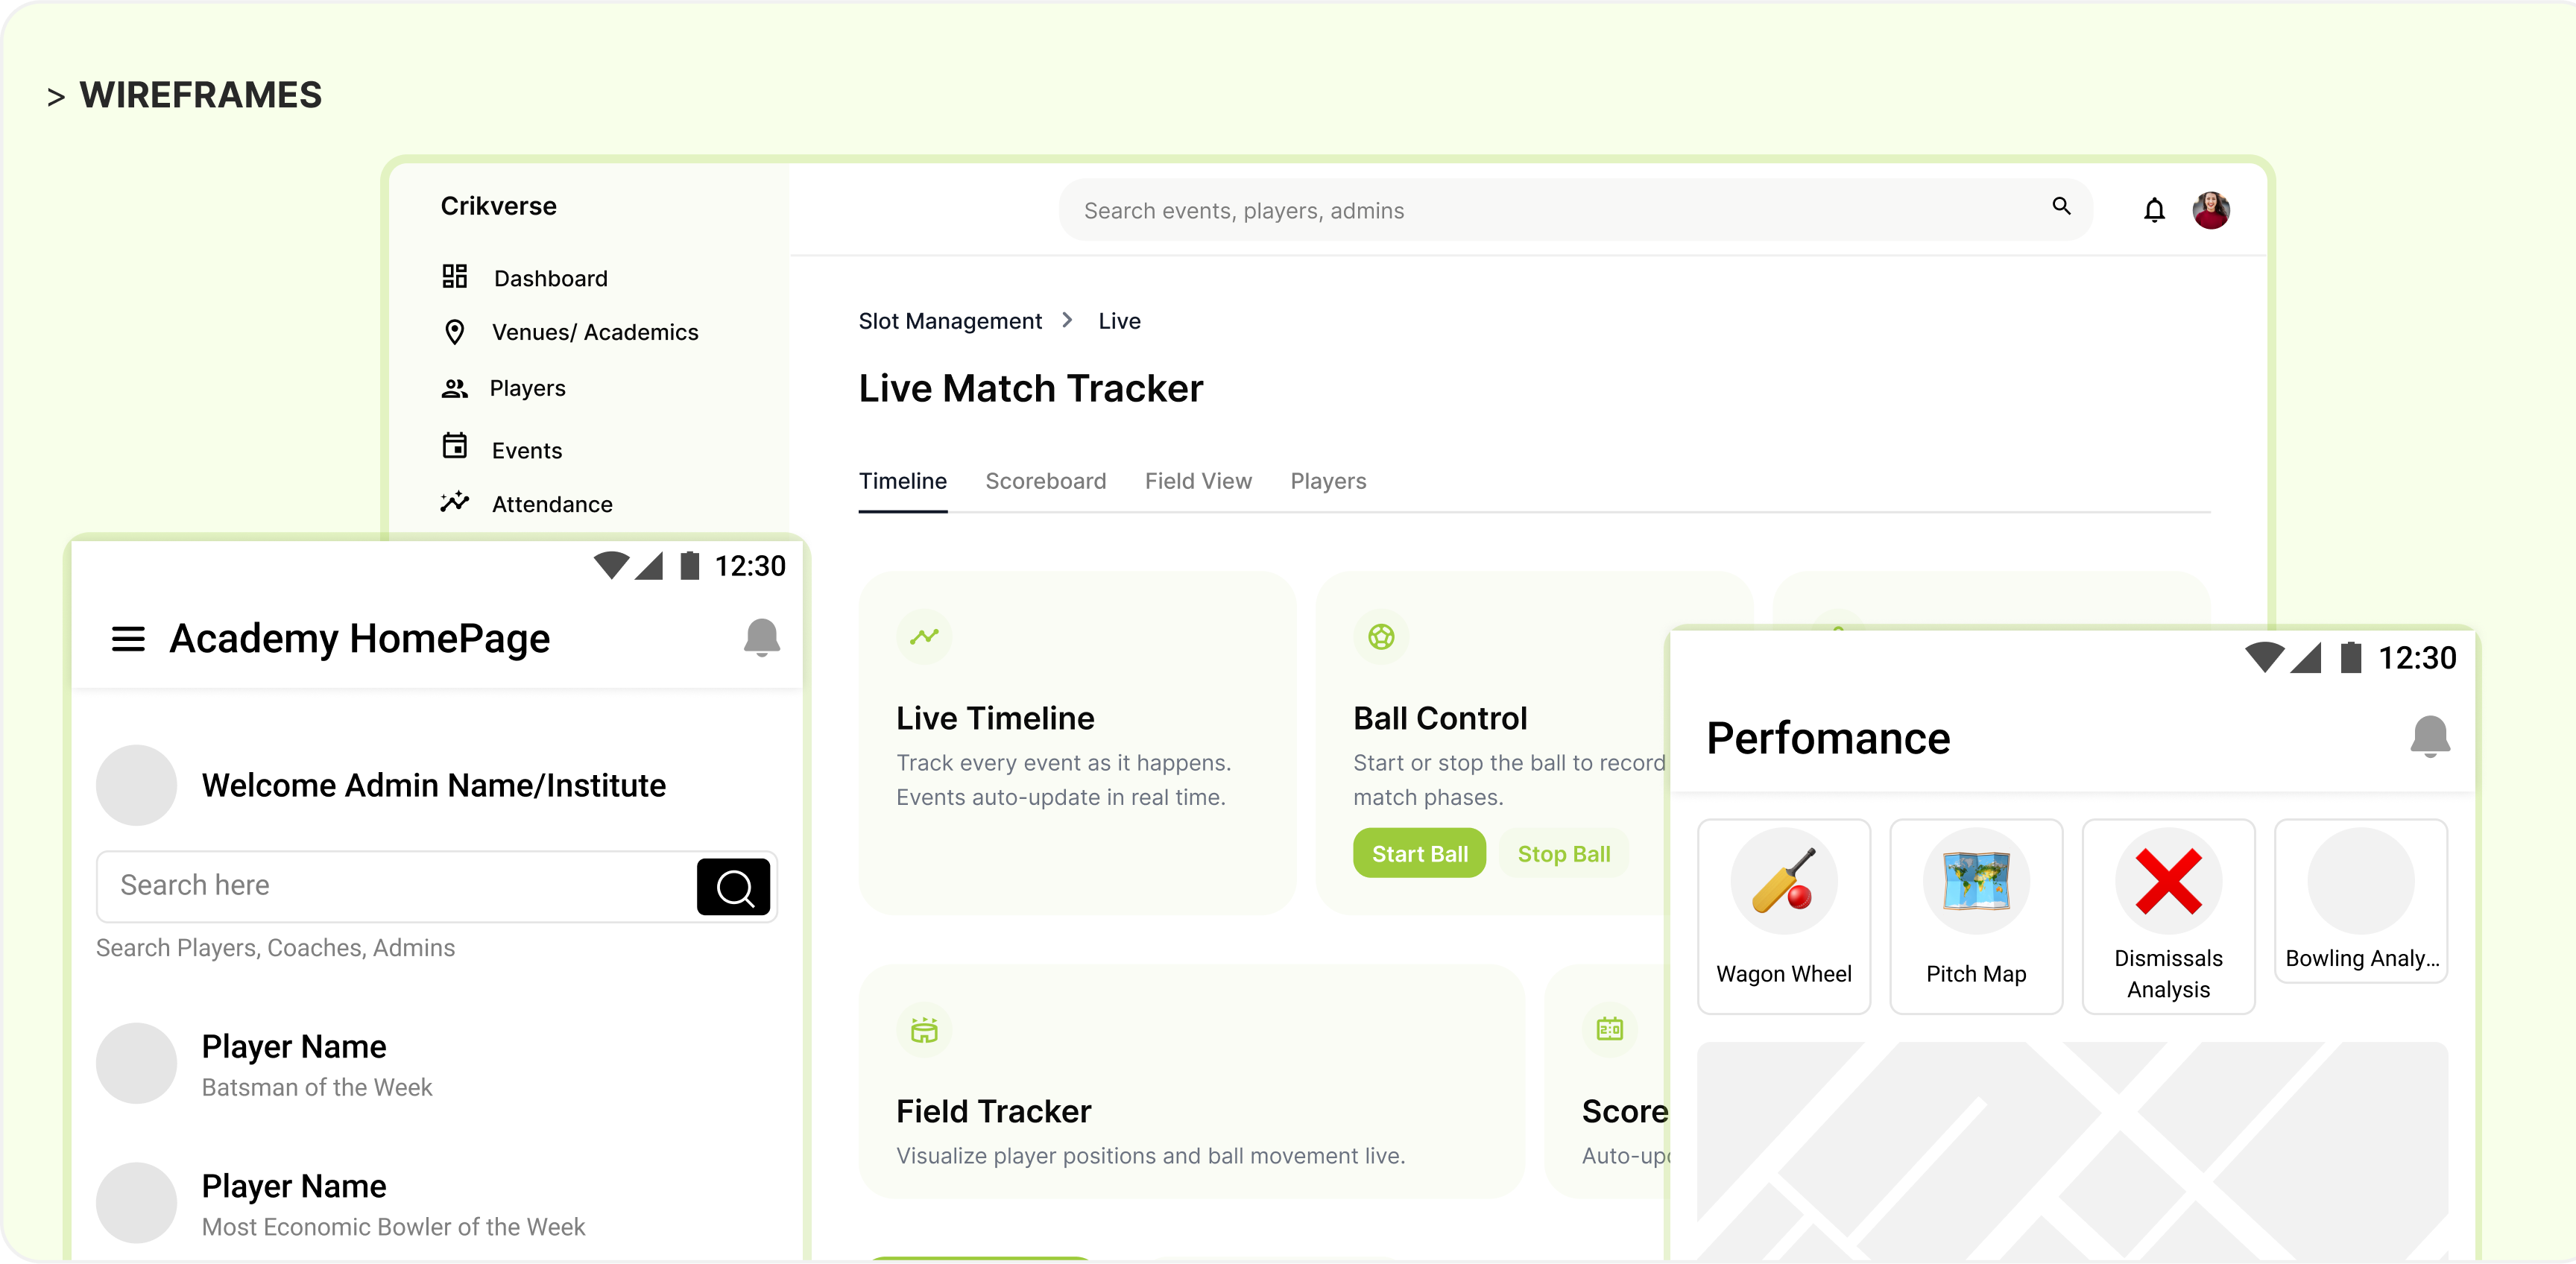 > WIREFRAMES
Crikverse
Search events, players, admins
Dashboard
Venues/ Academics
Players
Events
Attendance
Slot Management > Live
Live Match Tracker
Timeline Scoreboard Field View Players
Live Timeline
Track every event as it happens.
Events auto-update in real time.
Ball Control
Start or stop the ball to record
match phases.
Start Ball Stop Ball
Field Tracker
Visualize player positions and ball movement live.
Score
2:0
12:30
Academy HomePage
Welcome Admin Name/Institute
Search here
Search Players, Coaches, Admins
Player Name
Batsman of the Week
Player Name
Most Economic Bowler of the Week
12:30
Perfomance
Wagon Wheel
Pitch Map
Dismissals
Analysis
Bowling Analy...